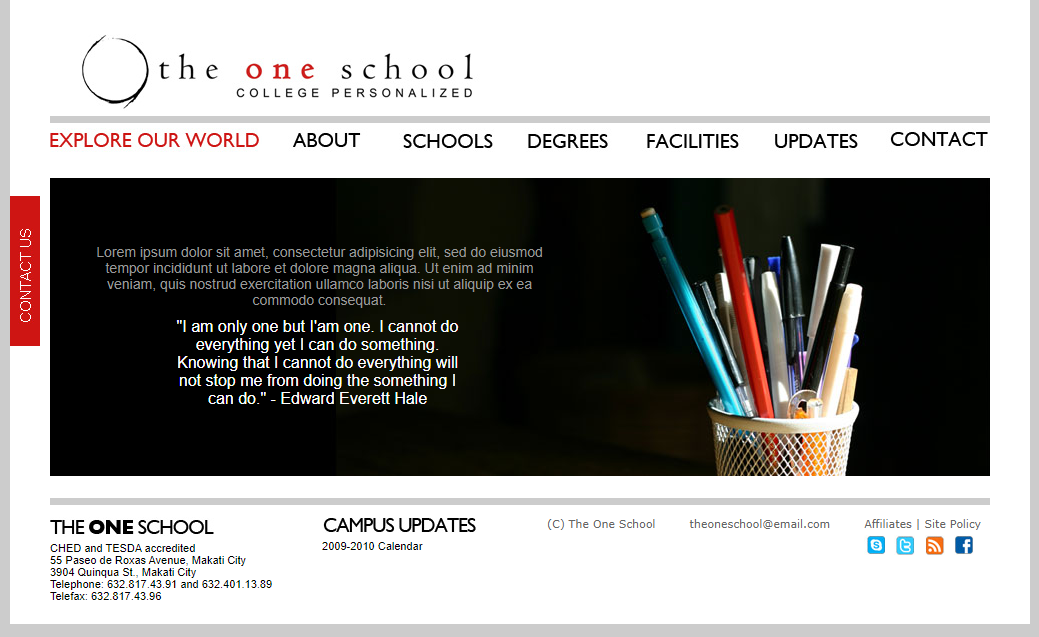 the one school
COLLEGE PERSONALIZED
EXPLORE OUR WORLD ABOUT SCHOOLS DEGREES FACILITIES UPDATES CONTACT
CONTACT US
Lorem ipsum dolor sit amet, consectetur adipisicing elit, sed do eiusmod
tempor incididunt ut labore et dolore magna aliqua. Ut enim ad minim
veniam, quis nostrud exercitation ullamco laboris nisi ut aliquip ex ea
commodo consequat.
"I am only one but I'am one. I cannot do
everything yet I can do something.
Knowing that I cannot do everything will
not stop me from doing the something I
can do." - Edward Everett Hale
THE ONE SCHOOL
CHED and TESDA accredited
55 Paseo de Roxas Avenue, Makati City
3904 Quinqua St., Makati City
Telephone: 632.817.43.91 and 632.401.13.89
Telefax: 632.817.43.96
CAMPUS UPDATES
2009-2010 Calendar
(C) The One School
theoneschool@email.com
Affiliates | Site Policy